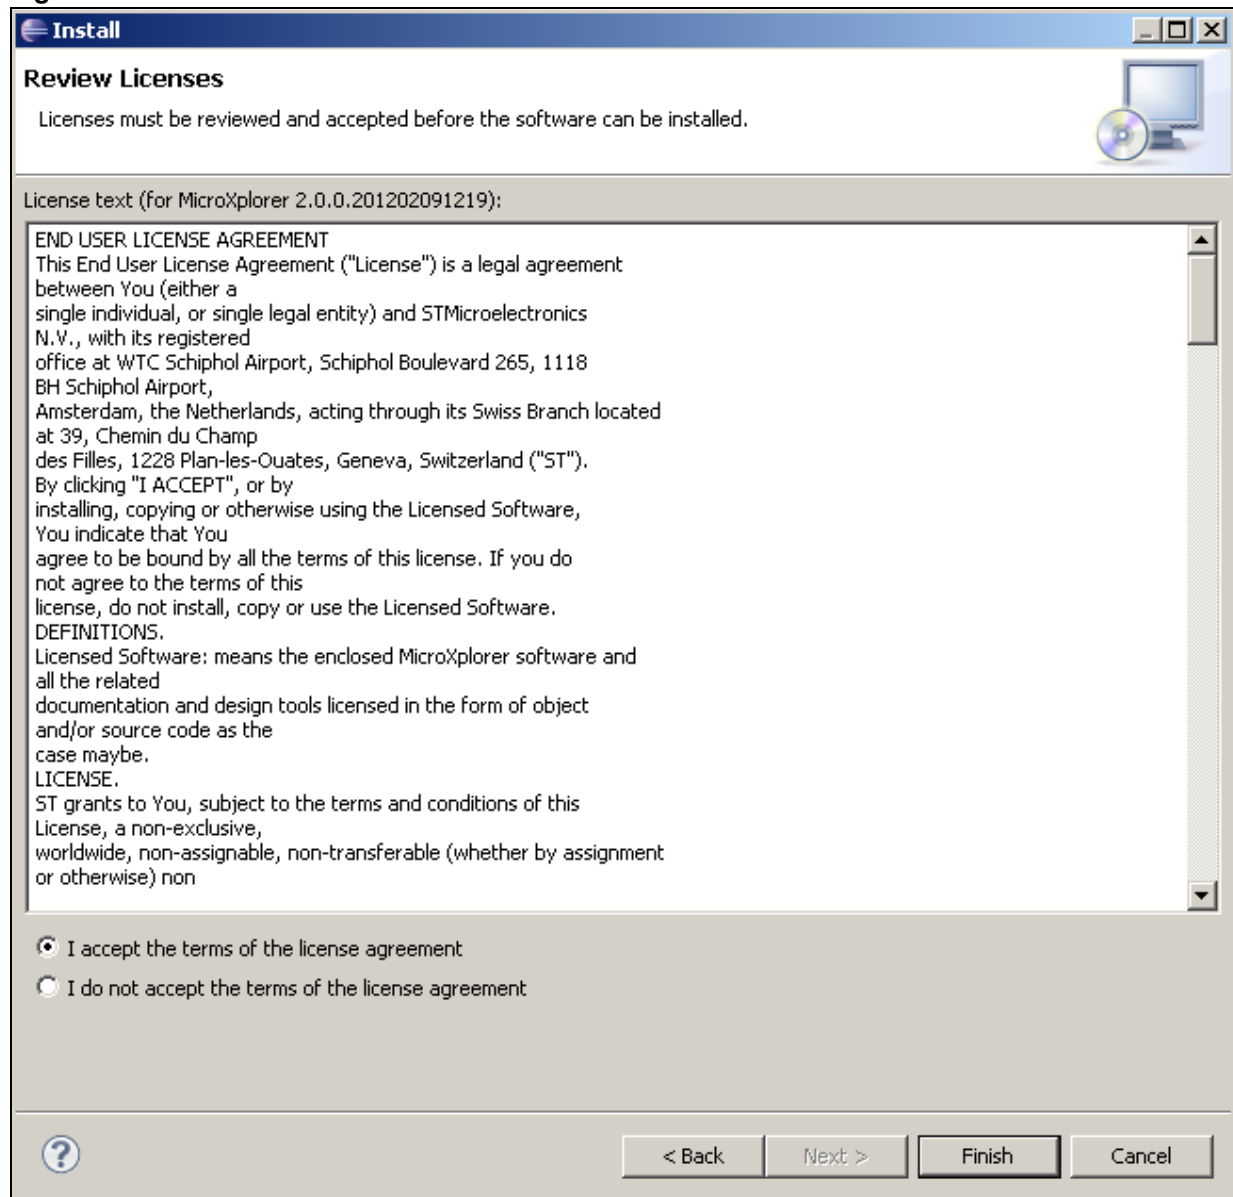 Install
Review Licenses
Licenses must be reviewed and accepted before the software can be installed.
License text (for MicroXplorer 2.0.0.201202091219):
END USER LICENSE AGREEMENT
This End User License Agreement ("License") is a legal agreement
between You (either a
single individual, or single legal entity) and STMicroelectronics
N.V., with its registered
office at WTC Schiphol Airport, Schiphol Boulevard 265, 1118
BH Schiphol Airport,
Amsterdam, the Netherlands, acting through its Swiss Branch located
at 39, Chemin du Champ
des Filles, 1228 Plan-les-Ouates, Geneva, Switzerland ("ST").
By clicking "I ACCEPT", or by
installing, copying or otherwise using the Licensed Software,
You indicate that You
agree to be bound by all the terms of this license. If you do
not agree to the terms of this
license, do not install, copy or use the Licensed Software.
DEFINITIONS.
Licensed Software: means the enclosed MicroXplorer software and
all the related
documentation and design tools licensed in the form of object
and/or source code as the
case maybe.
LICENSE.
ST grants to You, subject to the terms and conditions of this
License, a non-exclusive,
worldwide, non-assignable, non-transferable (whether by assignment
or otherwise) non
I accept the terms of the license agreement
I do not accept the terms of the license agreement
?
< Back
Next >
Finish
Cancel